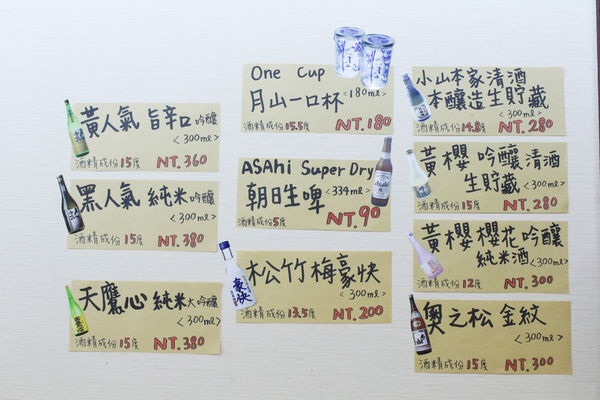 黃人氣 旨辛口 吟釀
<300ml>
酒精成份15度 NT.360
黑人氣 純米 吟釀
<300ml>
酒精成份15度 NT.380
天鷹心 純米 大吟釀
<300ml>
酒精成份15度 NT.380
One Cup
月山一口杯
<180ml>
酒精成份15.5度 NT.180
ASAhi Super Dry
朝日生啤
<334ml>
酒精成份5度 NT.90
松竹梅豪快
<300ml>
酒精成份13.5度 NT.200
豪快
小山本家清酒
本釀造生貯藏
<300ml>
酒精成份14.8度 NT.280
黃櫻 吟釀 清酒
生貯藏
<300ml>
酒精成份15度 NT.280
黃櫻 櫻花 吟釀
純米酒
<300ml>
酒精成份12度 NT.300
奧之松 金紋
<300ml>
酒精成份15度 NT.300